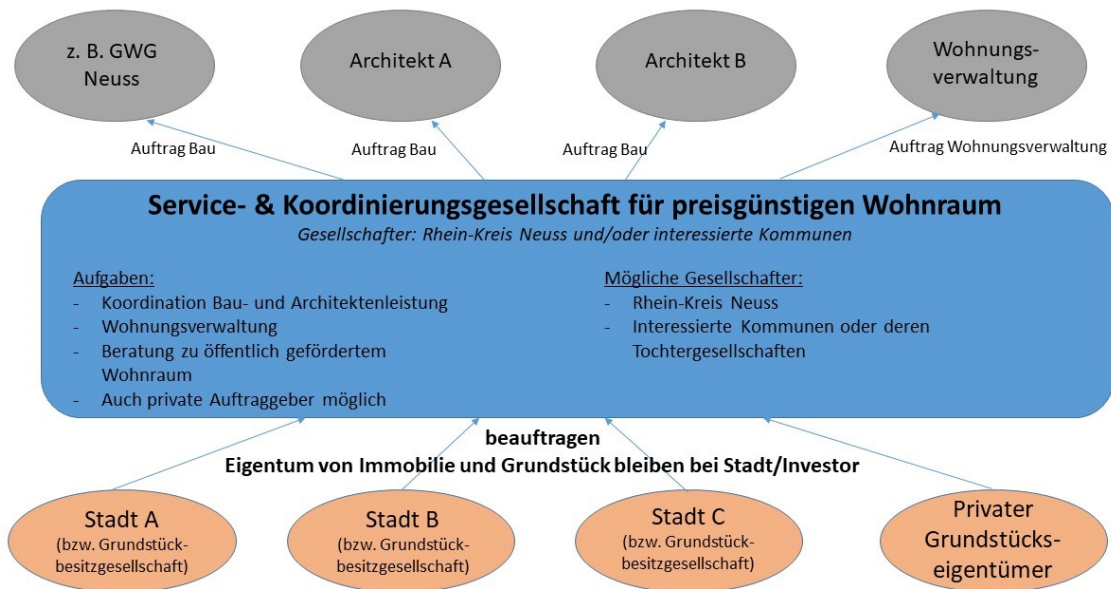 z. B. GWG
Neuss
Architekt A
Architekt B
Wohnungs-
verwaltung
Auftrag Bau
Auftrag Bau
Auftrag Bau
Auftrag Wohnungsverwaltung
Service- & Koordinierungsgesellschaft für preisgünstigen Wohnraum
Gesellschafter: Rhein-Kreis Neuss und/oder interessierte Kommunen
Aufgaben:
- Koordination Bau- und Architektenleistung
- Wohnungsverwaltung
- Beratung zu öffentlich gefördertem
Wohnraum
- Auch private Auftraggeber möglich
Mögliche Gesellschafter:
- Rhein-Kreis Neuss
- Interessierte Kommunen oder deren
Tochtergesellschaften
beauftragen
Eigentum von Immobilie und Grundstück bleiben bei Stadt/Investor
Stadt A
(bzw. Grundstück-
besitzgesellschaft)
Stadt B
(bzw. Grundstück-
besitzgesellschaft)
Stadt C
(bzw. Grundstück-
besitzgesellschaft)
Privater
Grundstücks-
eigentümer